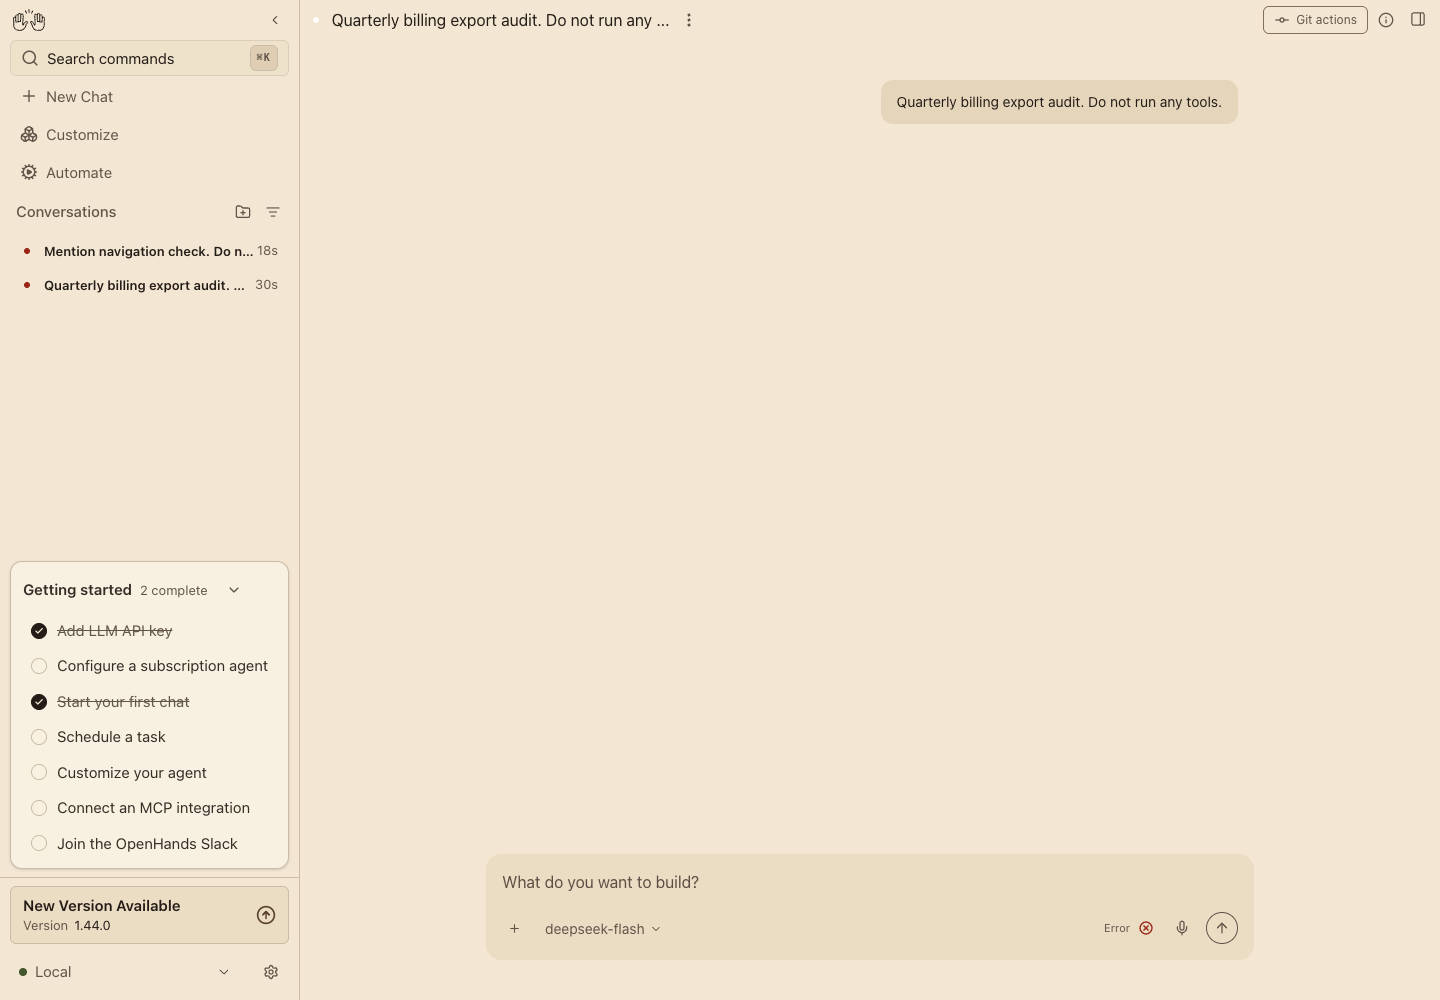 Search commands
⌘K
New Chat
Customize
Automate
Conversations
Mention navigation check. Do n... 18s
Quarterly billing export audit. ... 30s
Getting started 2 complete
Add LLM API key
Configure a subscription agent
Start your first chat
Schedule a task
Customize your agent
Connect an MCP integration
Join the OpenHands Slack
New Version Available
Version 1.44.0
Local
Quarterly billing export audit. Do not run any ...
Git actions
Quarterly billing export audit. Do not run any tools.
What do you want to build?
deepseek-flash
Error